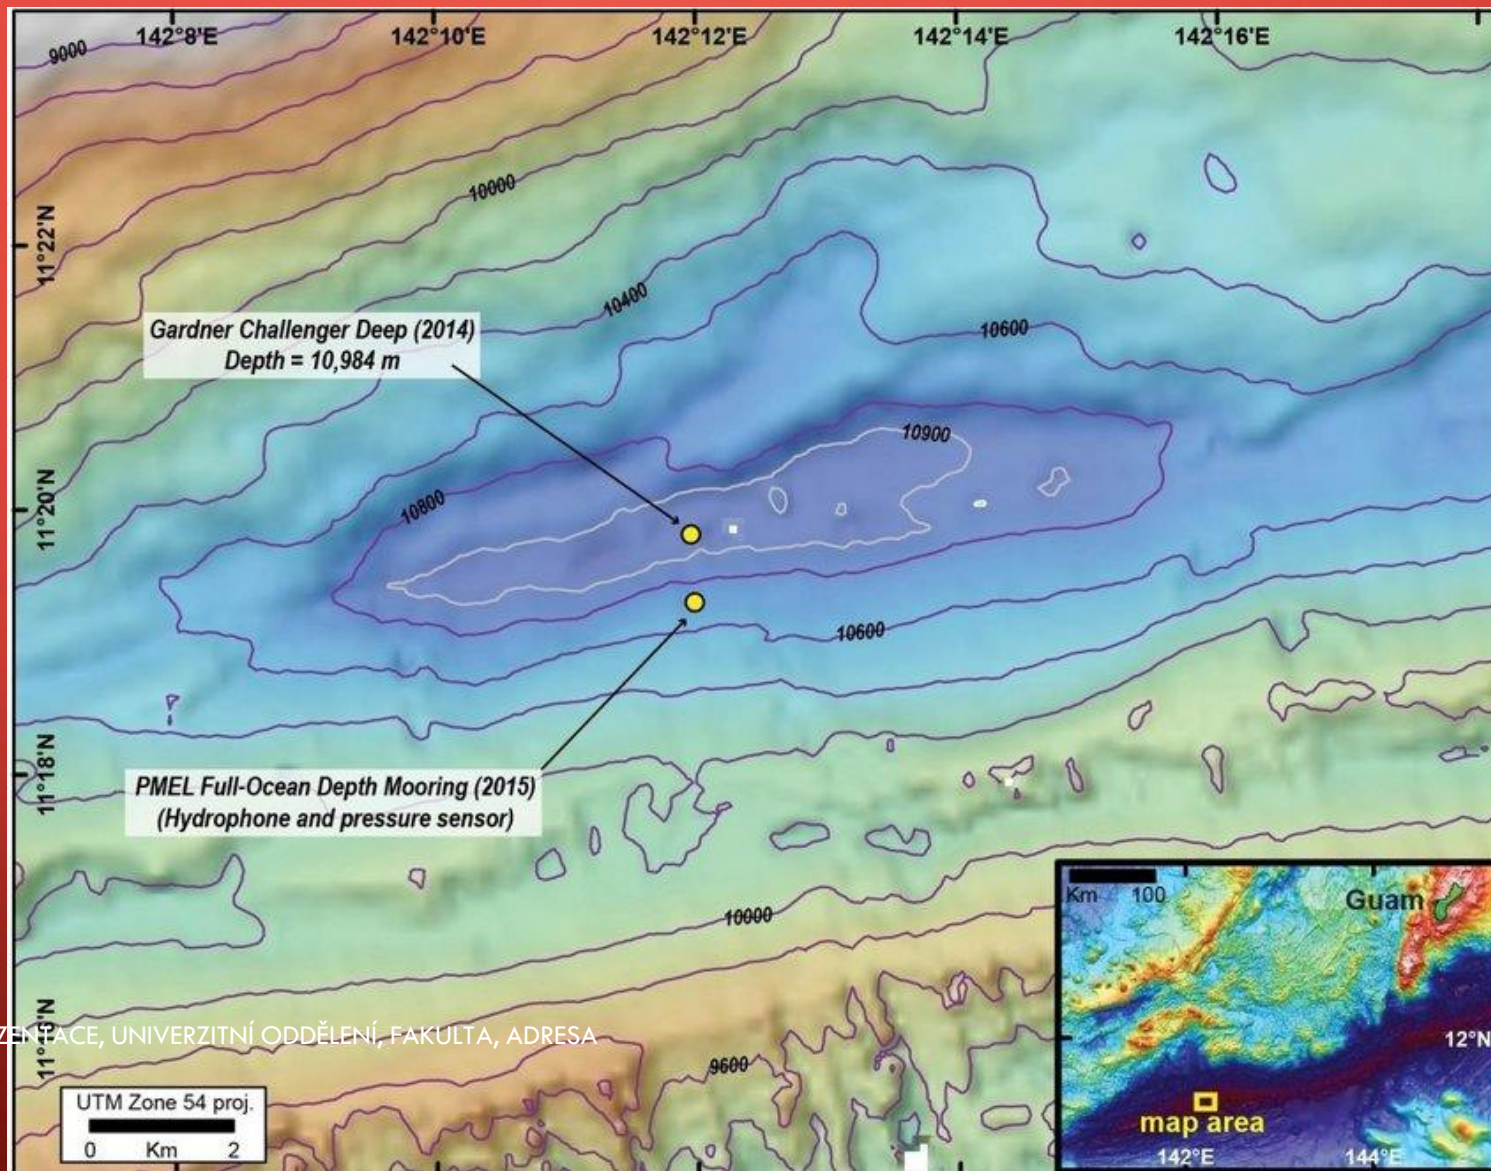 9000
142°8'E
142°10'E
142°12'E
142°14'E
142°16'E
10000
11°22'N
10400
Gardner Challenger Deep (2014)
Depth = 10,984 m
10600
10900
10800
11°20'N
10600
11°18'N
PMEL Full-Ocean Depth Mooring (2015)
(Hydrophone and pressure sensor)
10000
Km 100
Guam
, UNIVERZITNÍ ODDĚLENÍ, FAKULTA, ADRESA
12°N
9600
UTM Zone 54 proj.
0 Km 2
map area
142°E
144°E